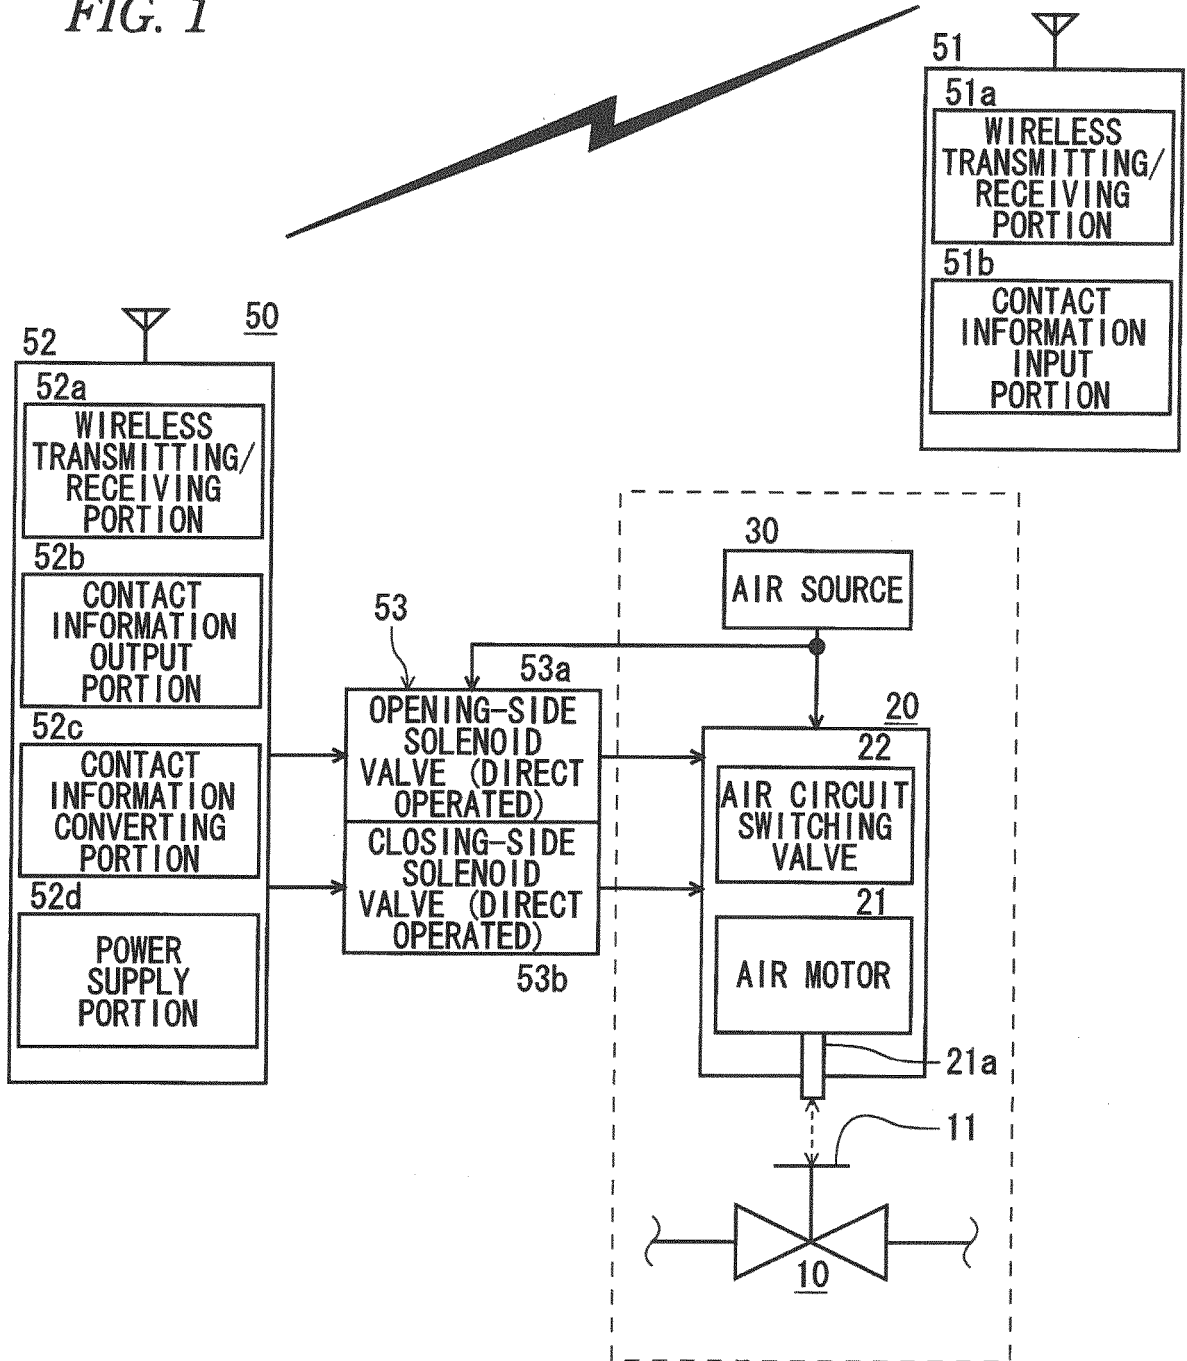 FIG. 1
51
51a
WIRELESS
TRANSMITTING/
RECEIVING
PORTION
51b
CONTACT
INFORMATION
INPUT
PORTION
50
52
52a
WIRELESS
TRANSMITTING/
RECEIVING
PORTION
52b
CONTACT
INFORMATION
OUTPUT
PORTION
52c
CONTACT
INFORMATION
CONVERTING
PORTION
52d
POWER
SUPPLY
PORTION
53
53a
OPENING-SIDE
SOLENOID
VALVE (DIRECT
OPERATED)
CLOSING-SIDE
SOLENOID
VALVE (DIRECT
OPERATED)
53b
30
AIR SOURCE
20
22
AIR CIRCUIT
SWITCHING
VALVE
21
AIR MOTOR
21a
11
10